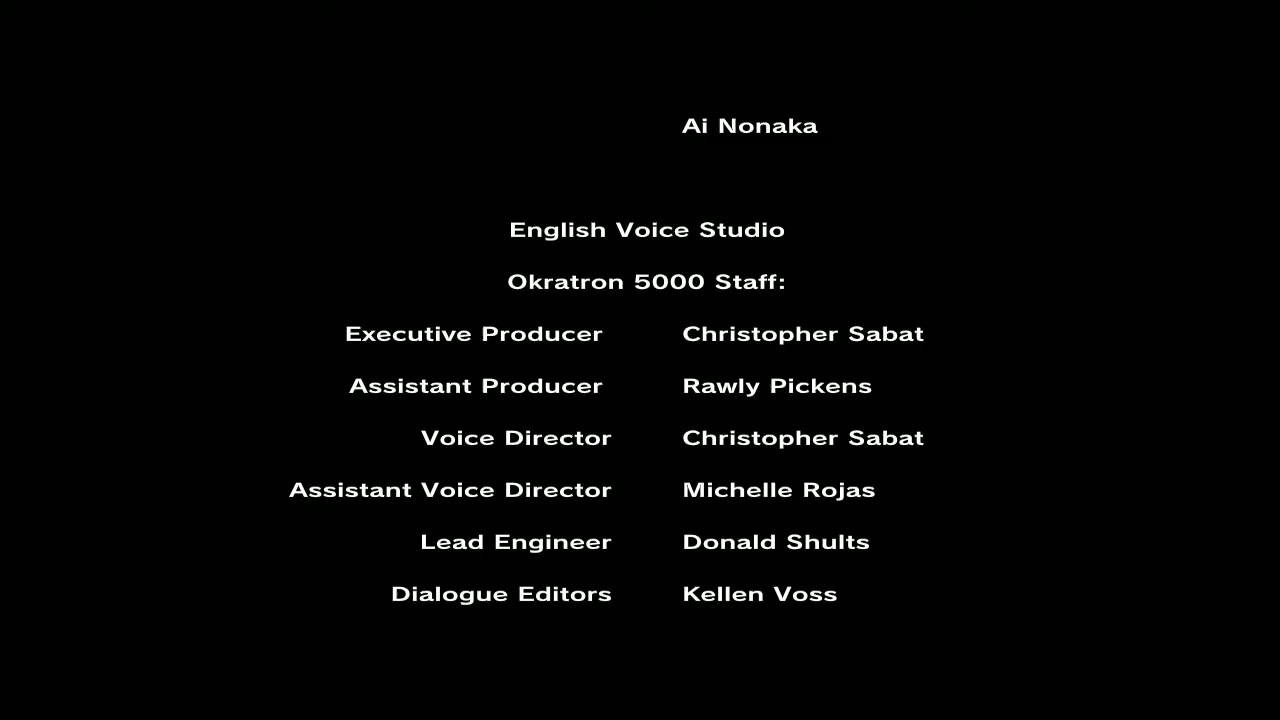 Ai Nonaka
English Voice Studio
Okratron 5000 Staff:
Executive Producer Christopher Sabat
Assistant Producer Rawly Pickens
Voice Director Christopher Sabat
Assistant Voice Director Michelle Rojas
Lead Engineer Donald Shults
Dialogue Editors Kellen Voss